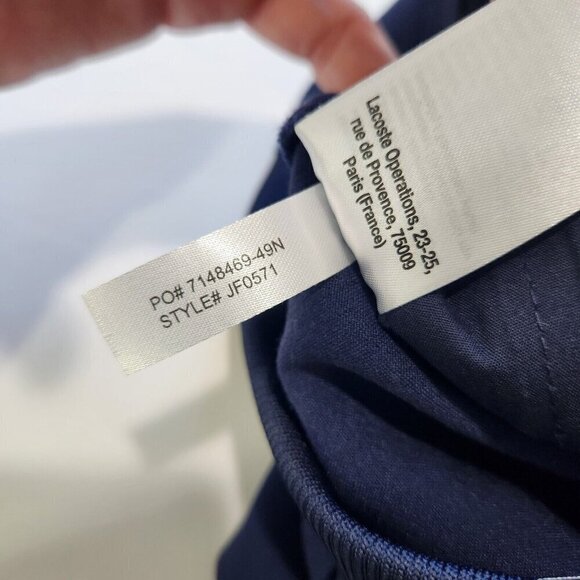 Lacoste Operations, 23-25,
rue de Provence, 75009
Paris (France)
PO# 7148469-49N
STYLE# JF0571